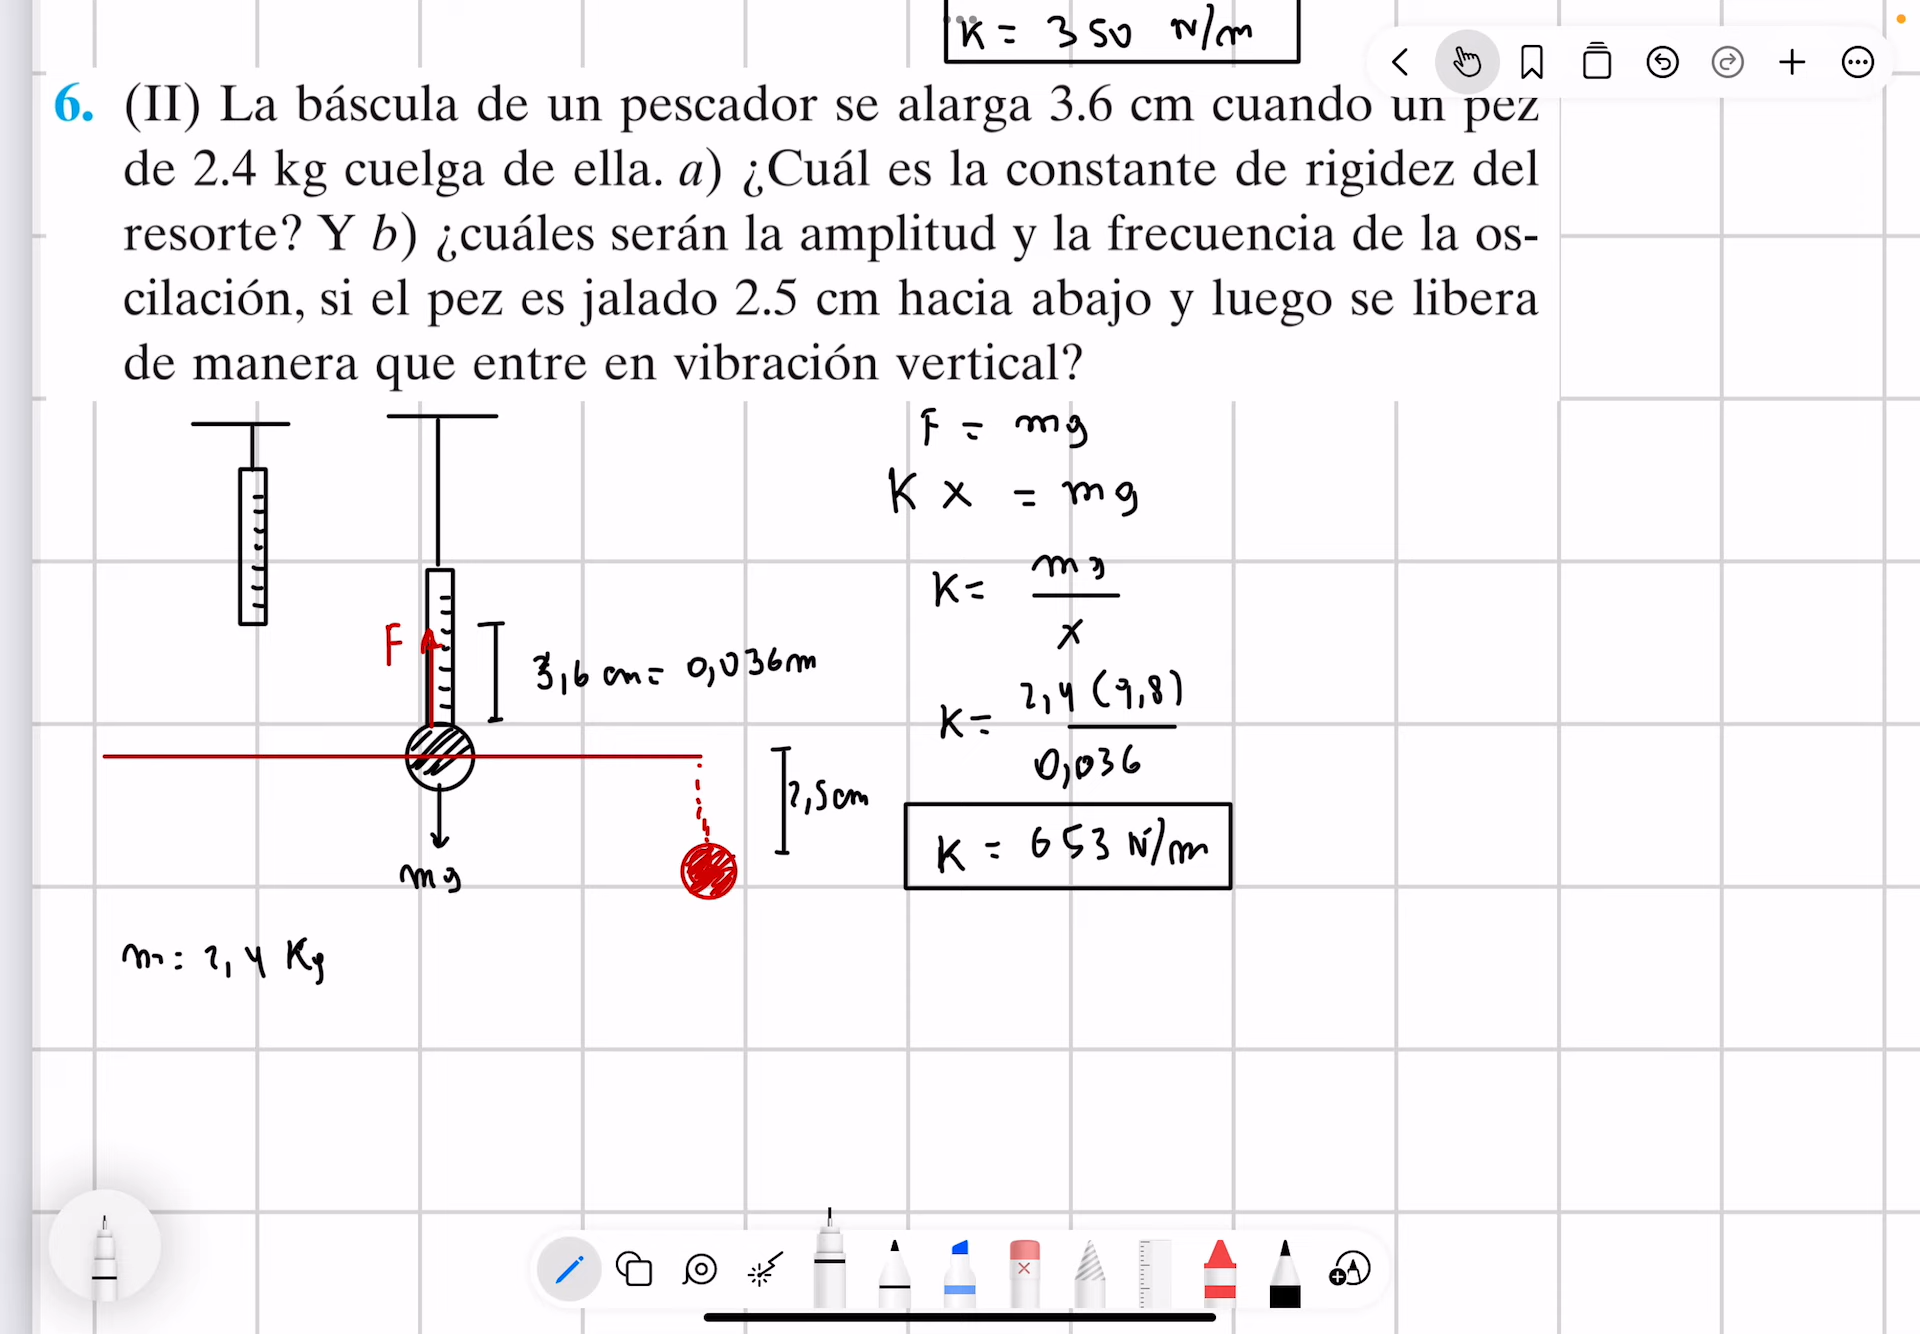 K = 350 N/m
6. (II) La báscula de un pescador se alarga 3.6 cm cuando un pez
de 2.4 kg cuelga de ella. a) ¿Cuál es la constante de rigidez del
resorte? Y b) ¿cuáles serán la amplitud y la frecuencia de la os-
cilación, si el pez es jalado 2.5 cm hacia abajo y luego se libera
de manera que entre en vibración vertical?
F = mg
K x = mg
K = mg
x
F
3,6 cm = 0,036 m
K = 2,4 (9,8)
0,036
2,5 cm
K = 653 N/m
mg
m = 2,4 Kg